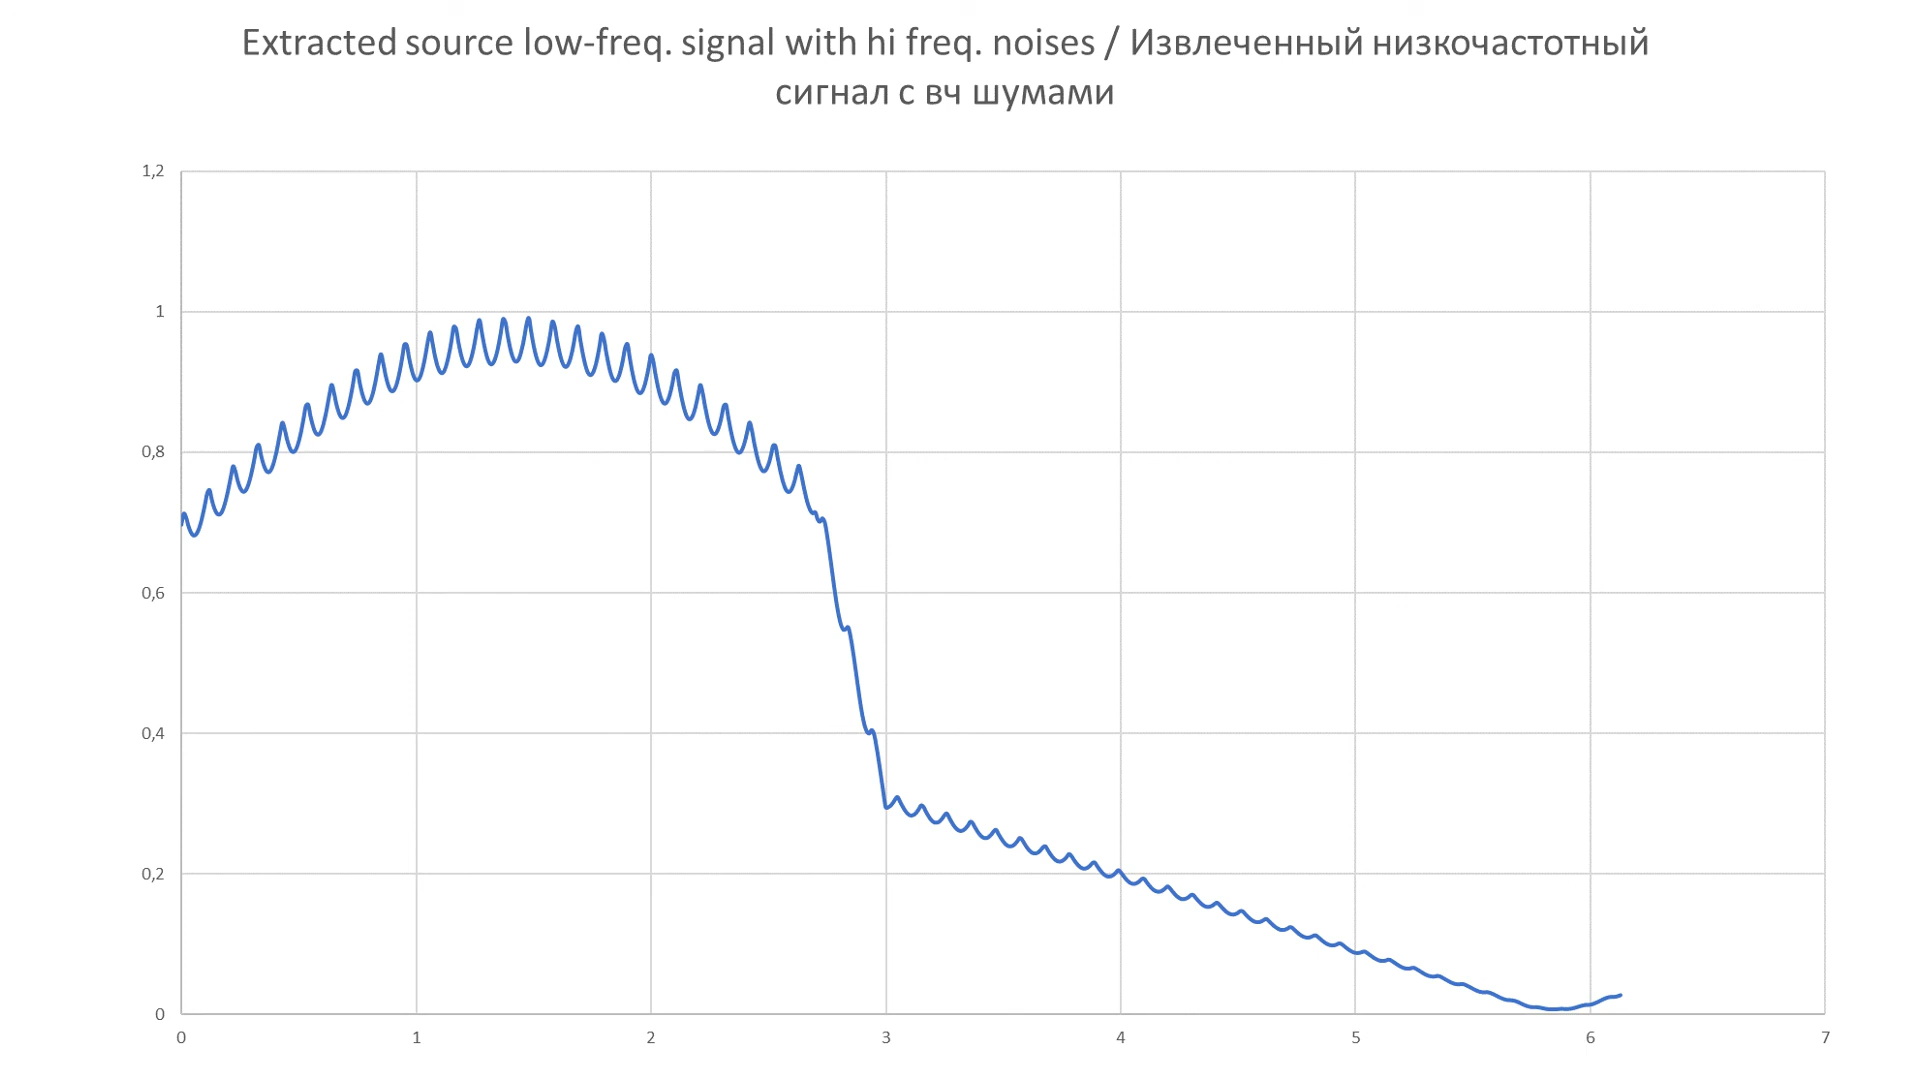 Extracted source low-freq. signal with hi freq. noises / Извлеченный низкочастотный
сигнал с вч шумами
1,2
1
0,8
0,6
0,4
0,2
0
0 1 2 3 4 5 6 7